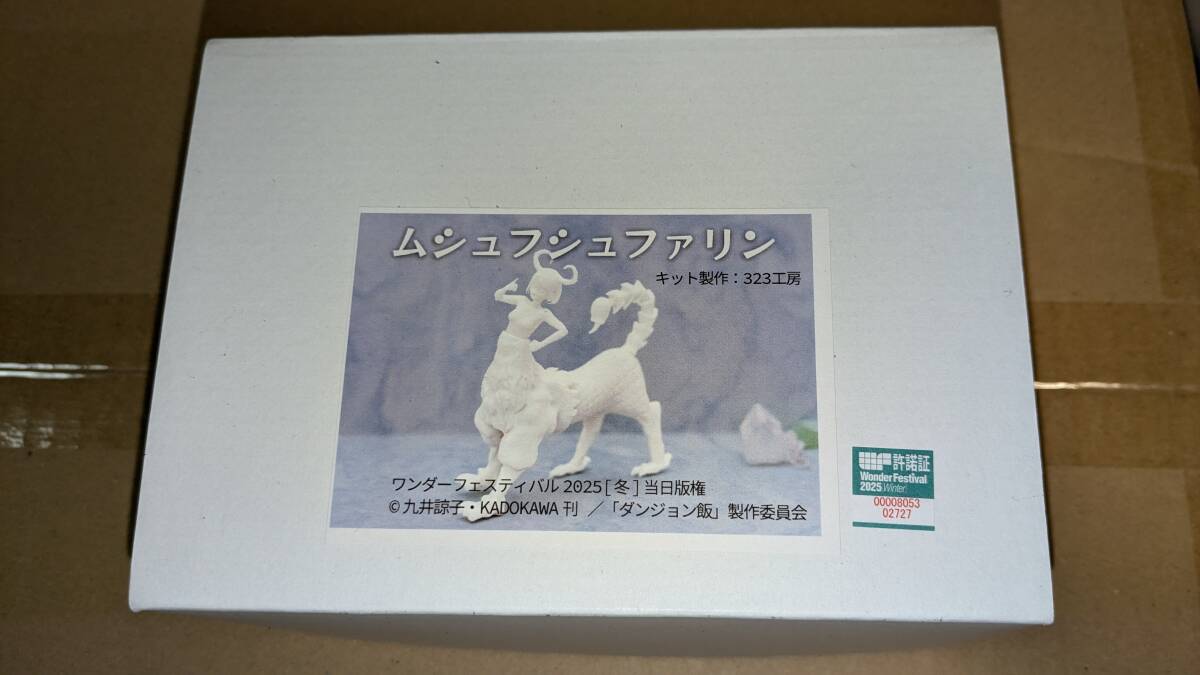 ムシュフシュファリン
キット製作：323工房
ワンダーフェスティバル 2025[冬]当日版権
©九井諒子・KADOKAWA 刊 ／「ダンジョン飯」製作委員会
許諾証
Wonder Festival
2025 Winter
00008053
02727